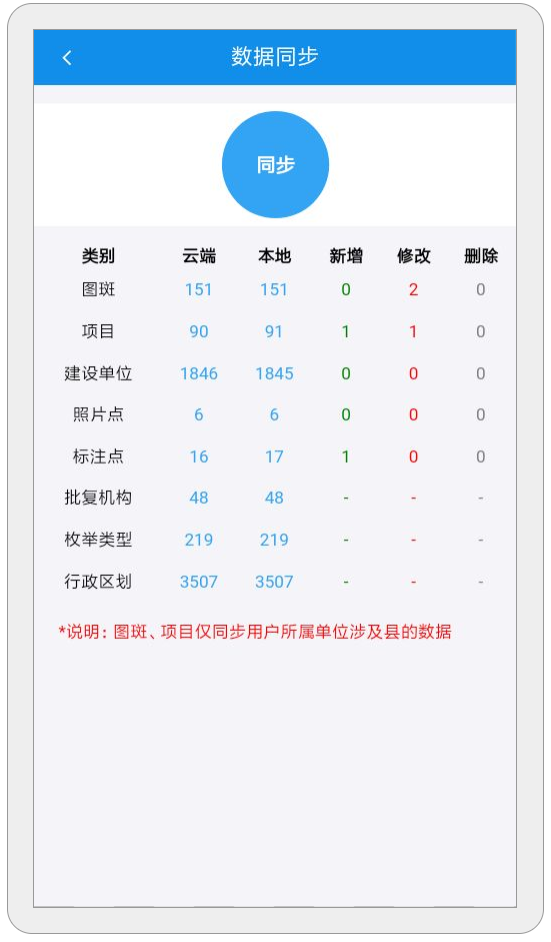 数据同步
同步
类别 云端 本地 新增 修改 删除
图斑 151 151 0 2 0
项目 90 91 1 1 0
建设单位 1846 1845 0 0 0
照片点 6 6 0 0 0
标注点 16 17 1 0 0
批复机构 48 48 - - -
枚举类型 219 219 - - -
行政区划 3507 3507 - - -
*说明：图斑、项目仅同步用户所属单位涉及县的数据